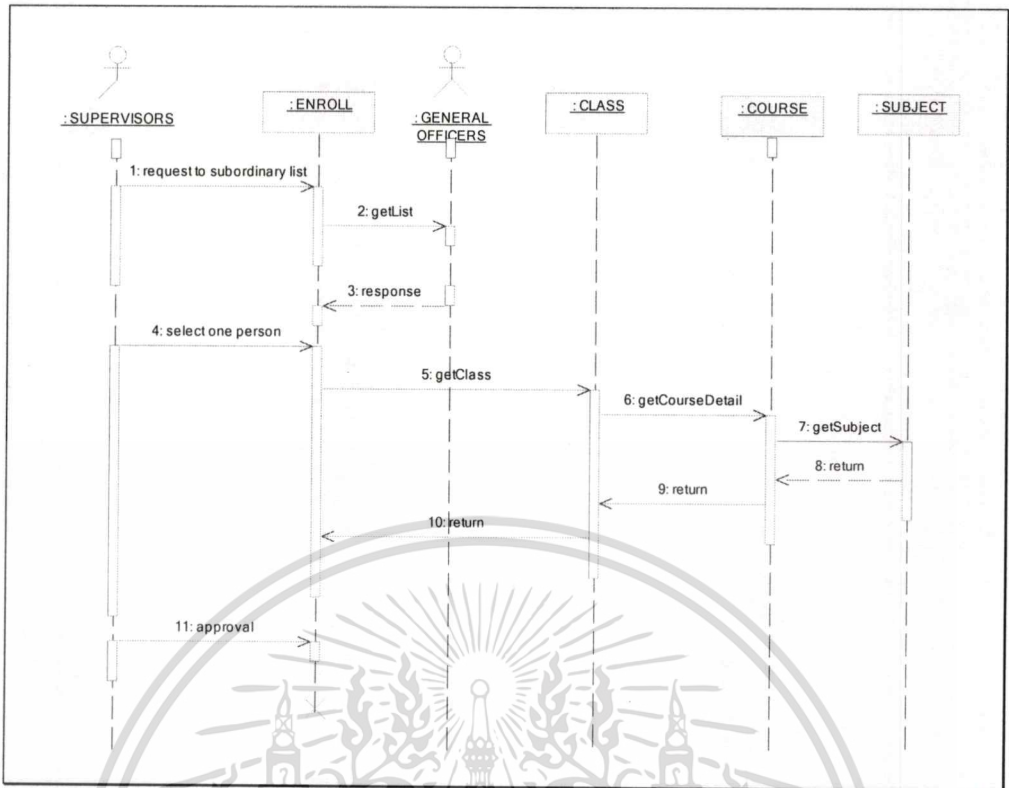 : SUPERVISORS
: ENROLL
: GENERAL
OFFICERS
: CLASS
: COURSE
: SUBJECT
1: request to subordinary list
2: getList
3: response
4: select one person
5: getClass
6: getCourseDetail
7: getSubject
8: return
9: return
10: return
11: approval